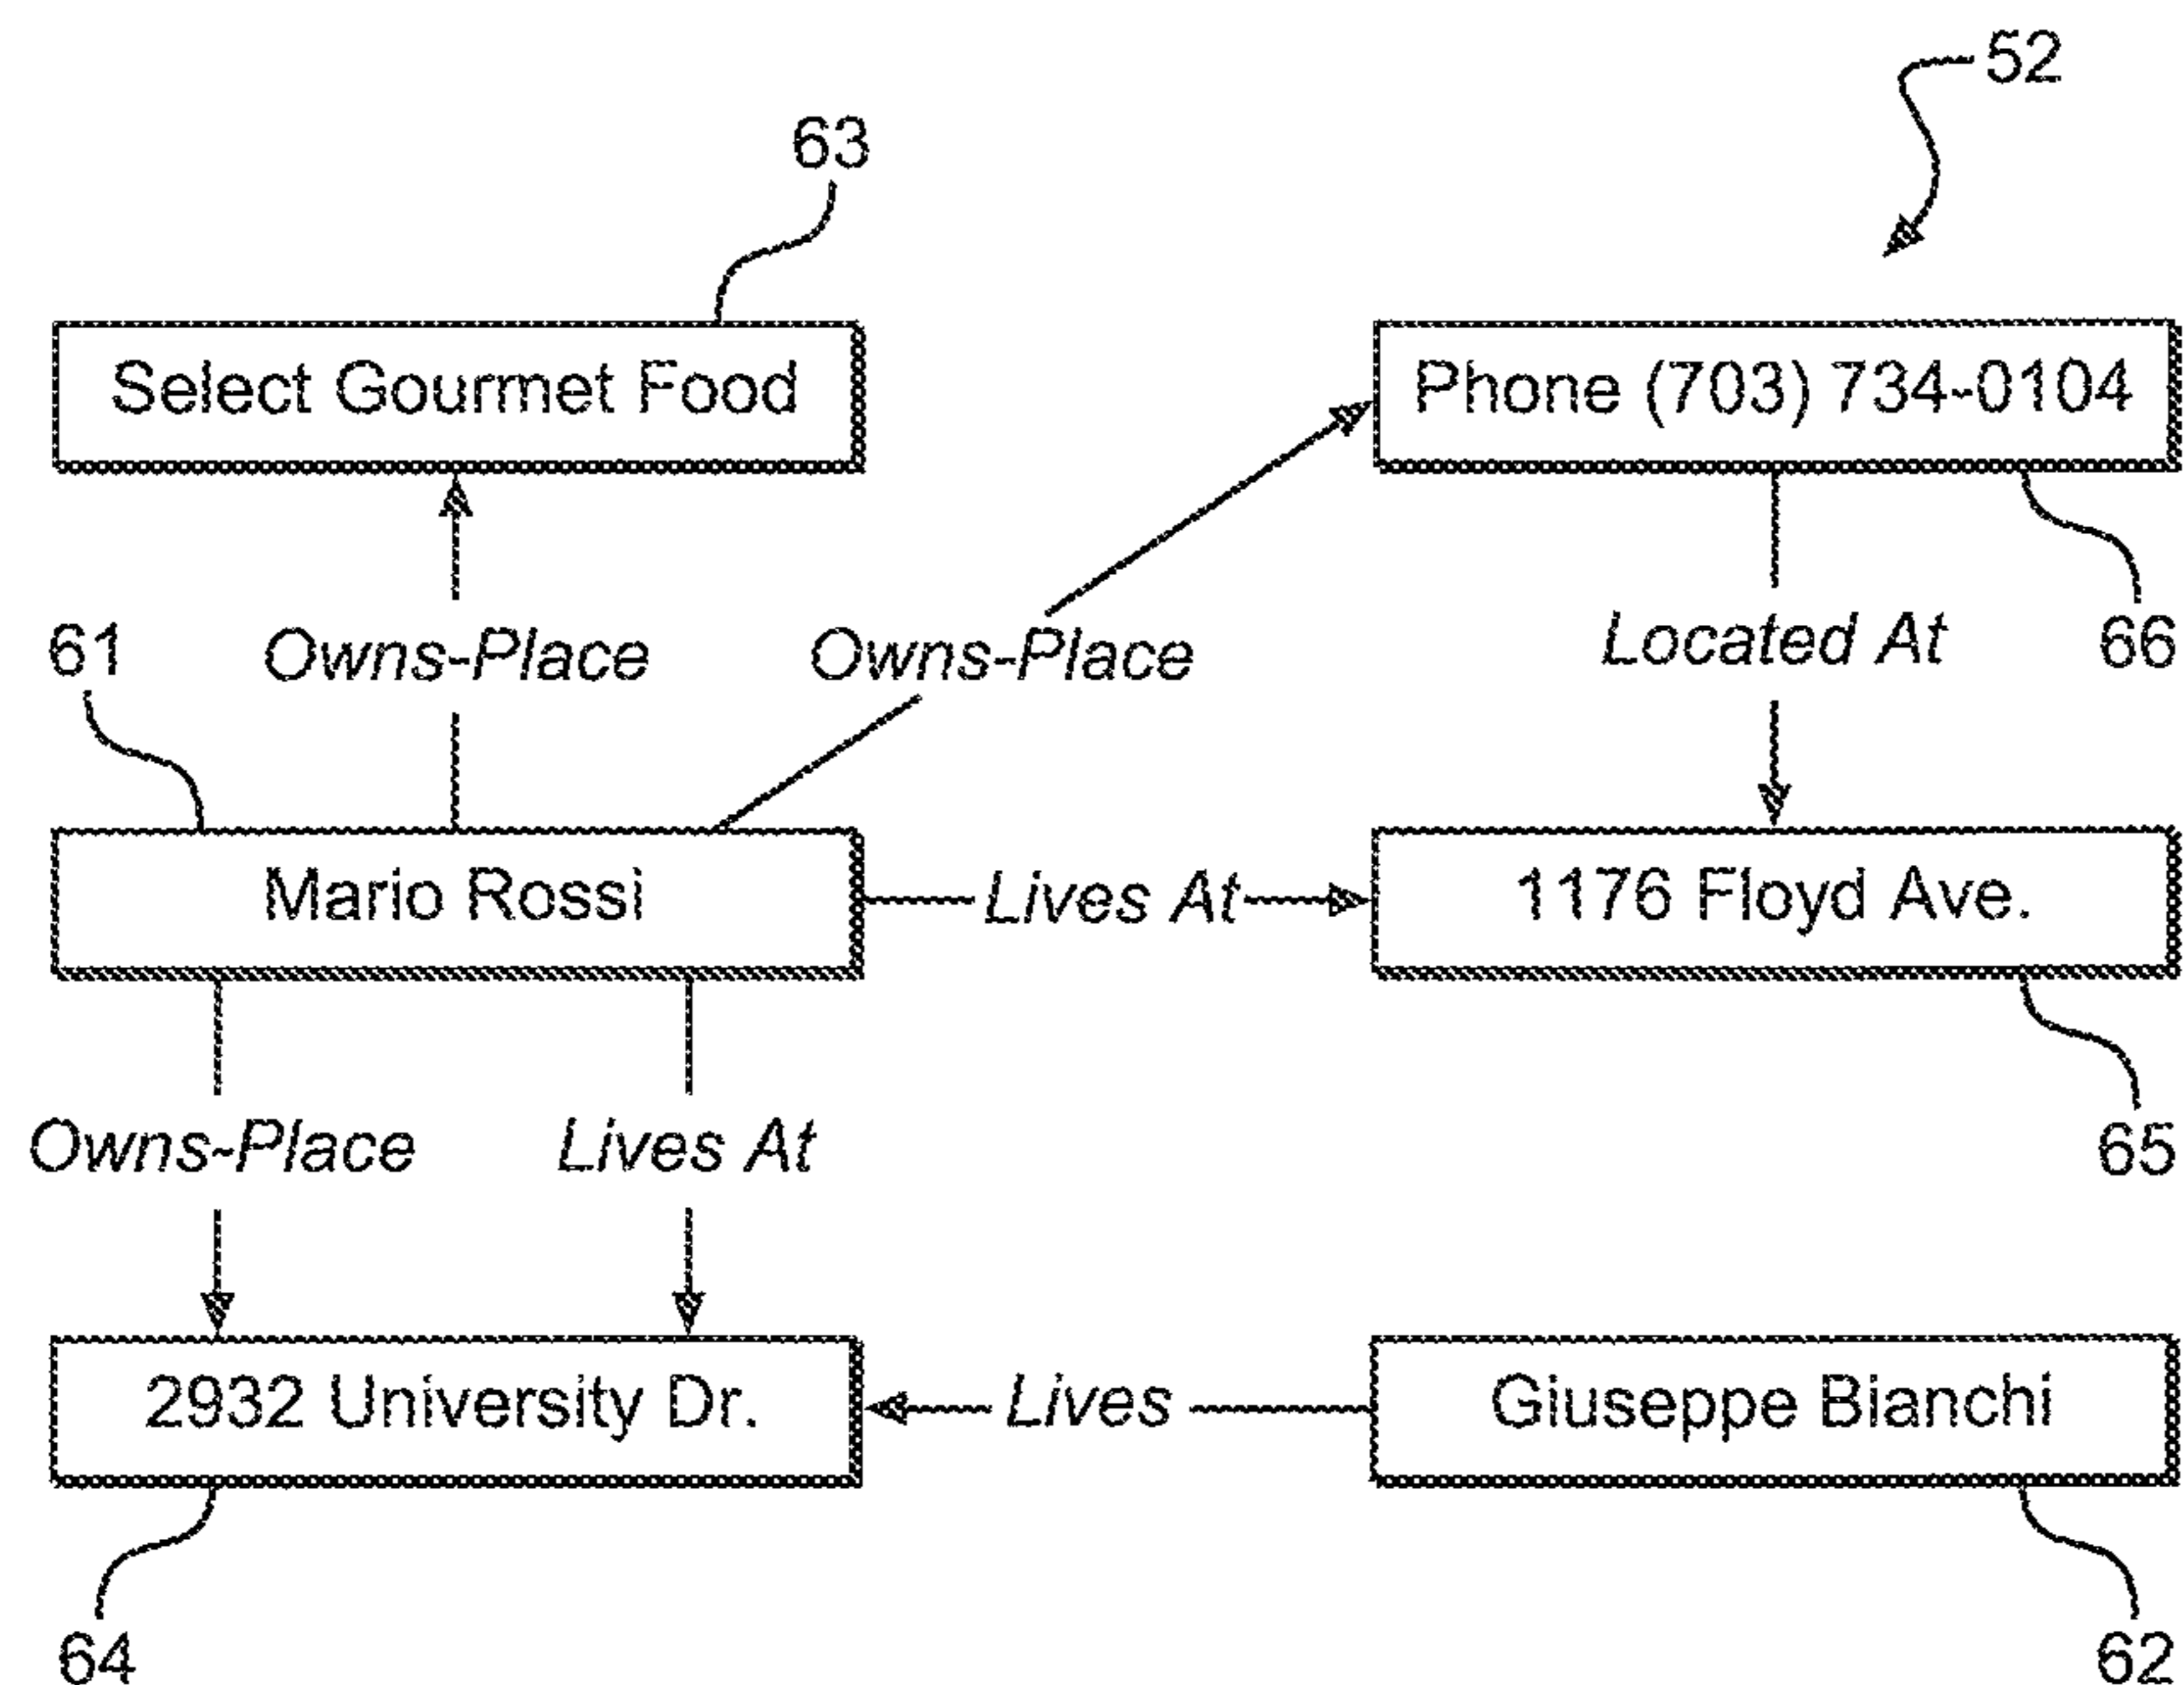 52
63
Select Gourmet Food
Phone (703) 734-0104
61
Owns-Place
Owns-Place
Located At
66
Mario Rossi
Lives At
1176 Floyd Ave.
Owns-Place
Lives At
65
2932 University Dr.
Lives
Giuseppe Bianchi
64
62